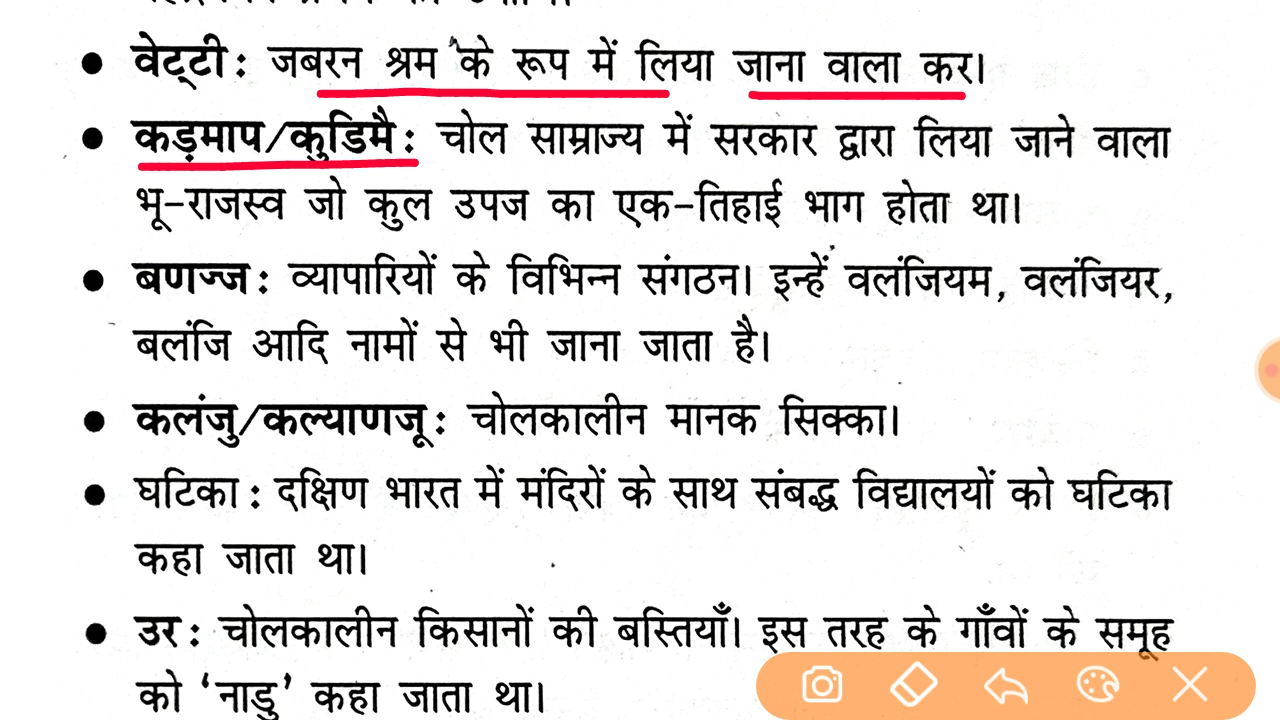 • वेट्टी: जबरन श्रम के रूप में लिया जाना वाला कर।
• कड़माप/कुडिमै: चोल साम्राज्य में सरकार द्वारा लिया जाने वाला
भू-राजस्व जो कुल उपज का एक-तिहाई भाग होता था।
• बणज्ज: व्यापारियों के विभिन्न संगठन। इन्हें वलंजियम, वलंजियर,
बलंजि आदि नामों से भी जाना जाता है।
• कलंजु/कल्याणजू: चोलकालीन मानक सिक्का।
• घटिका: दक्षिण भारत में मंदिरों के साथ संबद्ध विद्यालयों को घटिका
कहा जाता था।
• उर: चोलकालीन किसानों की बस्तियाँ। इस तरह के गाँवों के समूह
को ‘नाडु’ कहा जाता था।